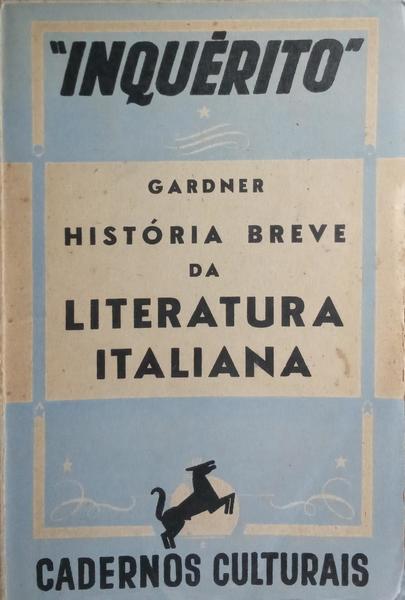 "INQUÉRITO"
GARDNER
HISTÓRIA BREVE
DA
LITERATURA
ITALIANA
CADERNOS CULTURAIS